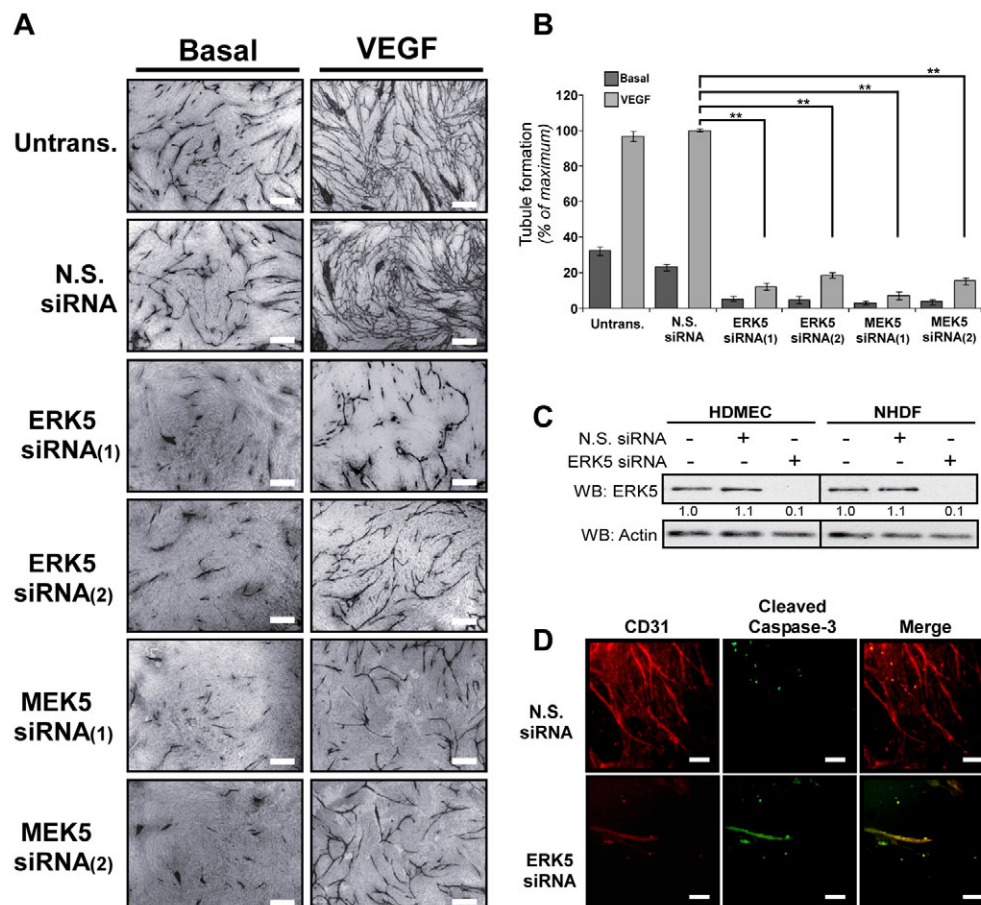 A
Basal VEGF
Untrans.
N.S.
siRNA
ERK5
siRNA(1)
ERK5
siRNA(2)
MEK5
siRNA(1)
MEK5
siRNA(2)
B
Basal
VEGF
Tubule formation
(% of maximum)
120
100
80
60
40
20
0
** ** ** **
Untrans. N.S. ERK5 ERK5 MEK5 MEK5
siRNA siRNA(1) siRNA(2) siRNA(1) siRNA(2)
C
HDMEC NHDF
N.S. siRNA - + - - + -
ERK5 siRNA - - + - - +
WB: ERK5
1.0 1.1 0.1 1.0 1.1 0.1
WB: Actin
D
Cleaved
CD31 Caspase-3 Merge
N.S.
siRNA
ERK5
siRNA